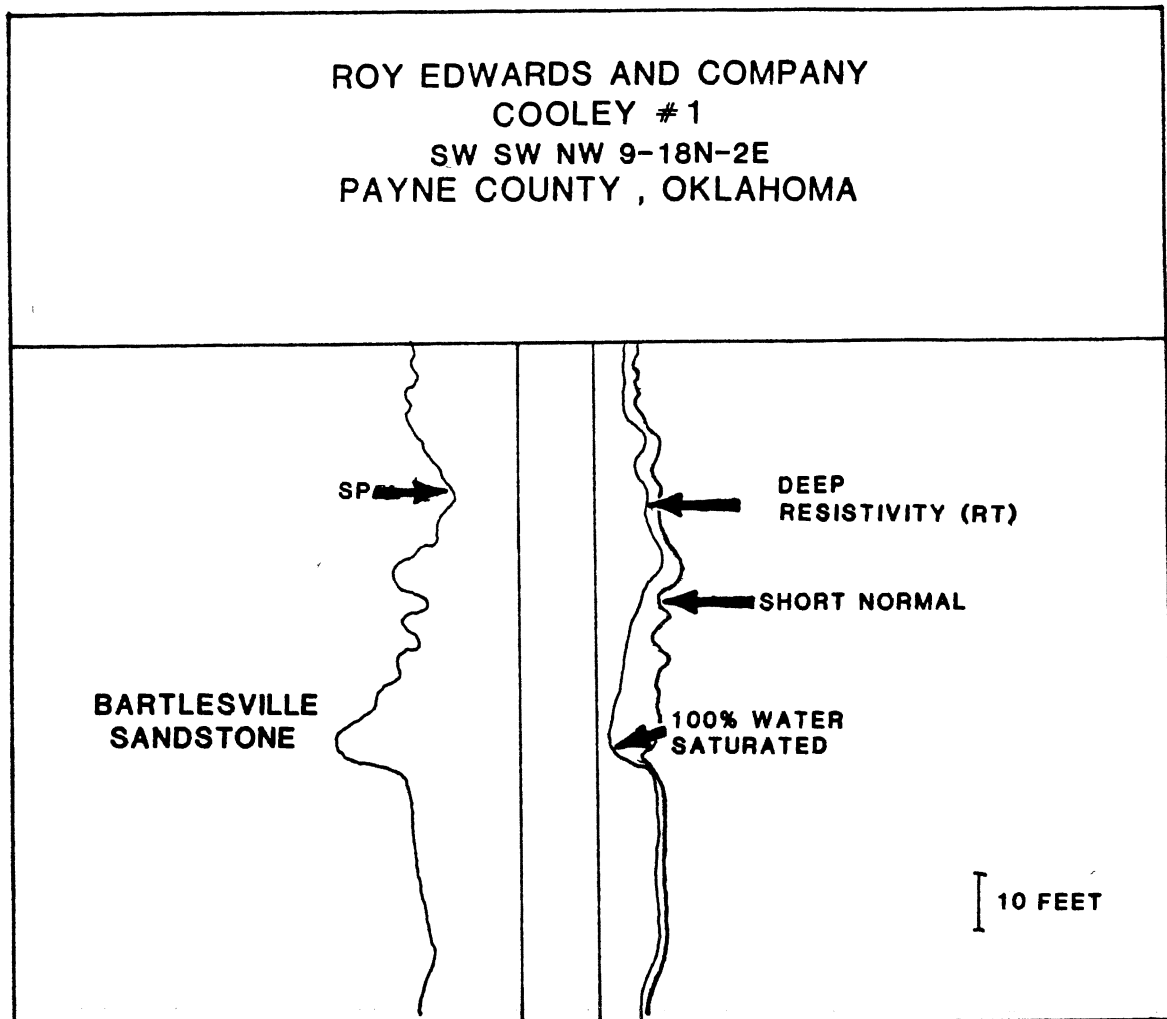 ROY EDWARDS AND COMPANY
COOLEY #1
SW SW NW 9-18N-2E
PAYNE COUNTY , OKLAHOMA
SP
DEEP
RESISTIVITY (RT)
SHORT NORMAL
BARTLESVILLE
SANDSTONE
100% WATER
SATURATED
10 FEET